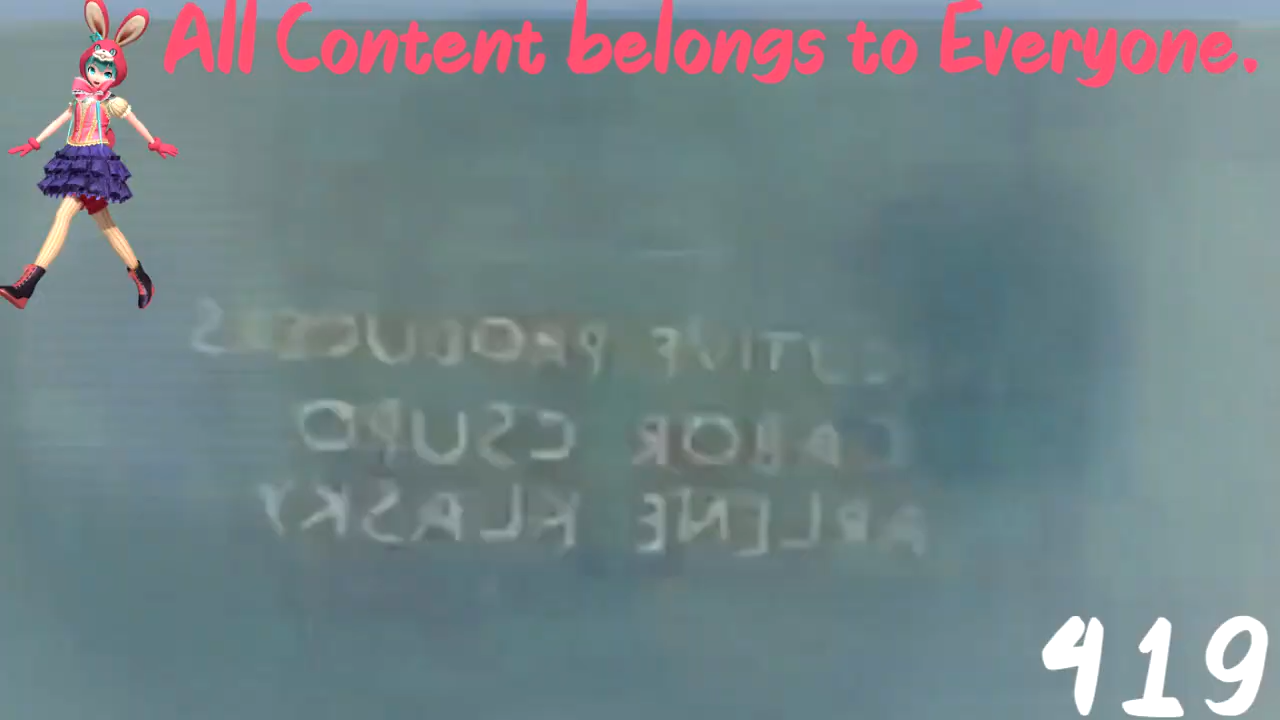 All Content belongs to Everyone.
PRODUCERS
GABOR CSUPO
ARLENE KLASKY
419